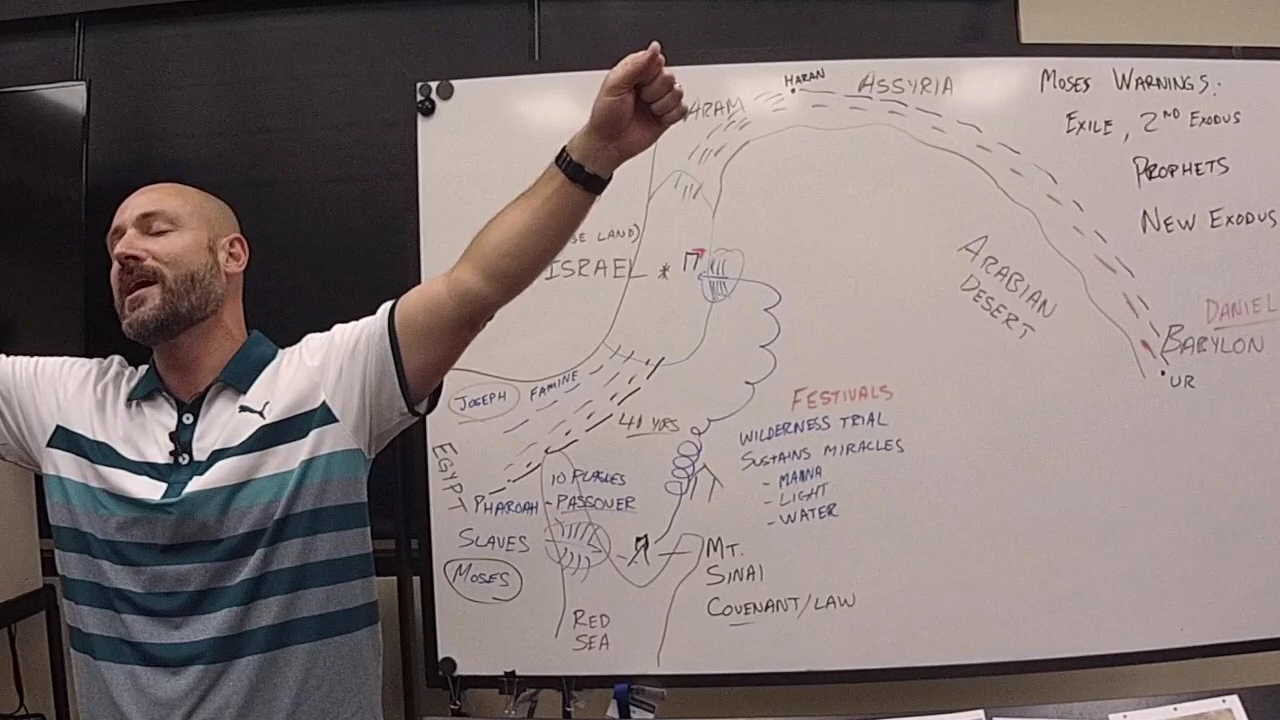 HARAN
ASSYRIA
ARAM
MOSES WARNINGS:
EXILE, 2ND EXODUS
PROPHETS
NEW EXODUS
SE LAND)
ISRAEL *
ARABIAN
DESERT
DANIEL
BABYLON
UR
JOSEPH
FAMINE
40 YRS
FESTIVALS
WILDERNESS TRIAL
SUSTAINS MIRACLES
- MANNA
- LIGHT
- WATER
EGYPT
10 PLAGUES
PHAROAH - PASSOVER
SLAVES
MOSES
MT.
SINAI
COVENANT/LAW
RED
SEA